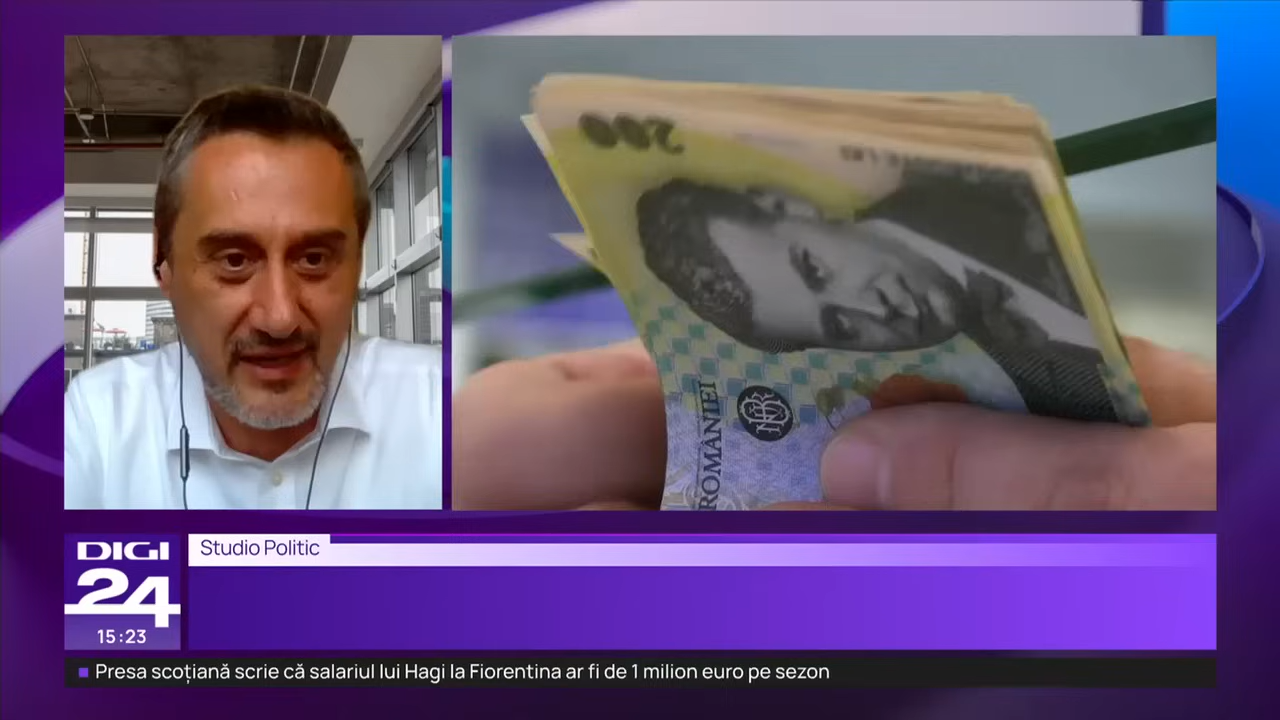 200
ROMÂNIEI
BNR
DIGI
24
15:23
Studio Politic
Presa scoțiană scrie că salariul lui Hagi la Fiorentina ar fi de 1 milion euro pe sezon